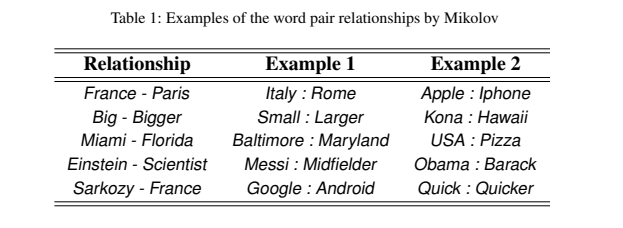 Table 1: Examples of the word pair relationships by Mikolov
Relationship Example 1 Example 2
France - Paris Italy : Rome Apple : Iphone
Big - Bigger Small : Larger Kona : Hawaii
Miami - Florida Baltimore : Maryland USA : Pizza
Einstein - Scientist Messi : Midfielder Obama : Barack
Sarkozy - France Google : Android Quick : Quicker